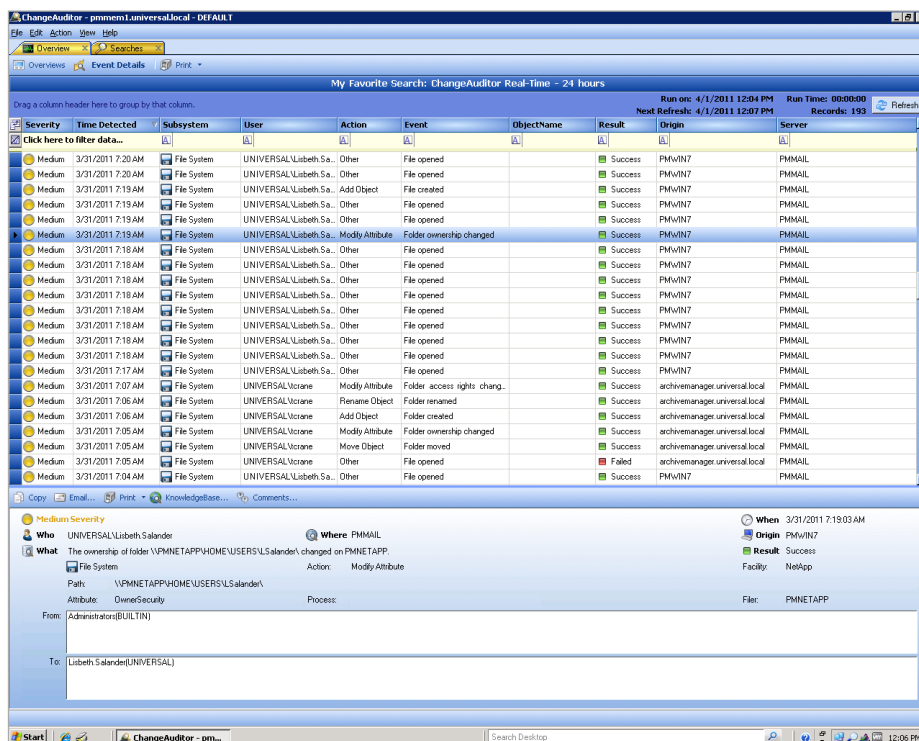 ChangeAuditor - pmmem1.universal.local - DEFAULT
File Edit Action View Help
Overview Searches
Overviews Event Details Print
My Favorite Search: ChangeAuditor Real-Time - 24 hours
Drag a column header here to group by that column. Run on: 4/1/2011 12:04 PM Run Time: 00:00:00 Refresh
Next Refresh: 4/1/2011 12:07 PM Records: 193
Severity Time Detected Subsystem User Action Event ObjectName Result Origin Server
Click here to filter data...
Medium 3/31/2011 7:20 AM File System UNIVERSAL\Lisbeth.Sa... Other File opened Success PMWIN7 PMMAIL
Medium 3/31/2011 7:20 AM File System UNIVERSAL\Lisbeth.Sa... Other File opened Success PMWIN7 PMMAIL
Medium 3/31/2011 7:19 AM File System UNIVERSAL\Lisbeth.Sa... Add Object File created Success PMWIN7 PMMAIL
Medium 3/31/2011 7:19 AM File System UNIVERSAL\Lisbeth.Sa... Other File opened Success PMWIN7 PMMAIL
Medium 3/31/2011 7:19 AM File System UNIVERSAL\Lisbeth.Sa... Other File opened Success PMWIN7 PMMAIL
Medium 3/31/2011 7:19 AM File System UNIVERSAL\Lisbeth.Sa... Modify Attribute Folder ownership changed Success PMWIN7 PMMAIL
Medium 3/31/2011 7:18 AM File System UNIVERSAL\Lisbeth.Sa... Other File opened Success PMWIN7 PMMAIL
Medium 3/31/2011 7:18 AM File System UNIVERSAL\Lisbeth.Sa... Other File opened Success PMWIN7 PMMAIL
Medium 3/31/2011 7:18 AM File System UNIVERSAL\Lisbeth.Sa... Other File opened Success PMWIN7 PMMAIL
Medium 3/31/2011 7:18 AM File System UNIVERSAL\Lisbeth.Sa... Other File opened Success PMWIN7 PMMAIL
Medium 3/31/2011 7:18 AM File System UNIVERSAL\Lisbeth.Sa... Other File opened Success PMWIN7 PMMAIL
Medium 3/31/2011 7:18 AM File System UNIVERSAL\Lisbeth.Sa... Other File opened Success PMWIN7 PMMAIL
Medium 3/31/2011 7:18 AM File System UNIVERSAL\Lisbeth.Sa... Other File opened Success PMWIN7 PMMAIL
Medium 3/31/2011 7:18 AM File System UNIVERSAL\Lisbeth.Sa... Other File opened Success PMWIN7 PMMAIL
Medium 3/31/2011 7:17 AM File System UNIVERSAL\Lisbeth.Sa... Other File opened Success PMWIN7 PMMAIL
Medium 3/31/2011 7:07 AM File System UNIVERSAL\tcrane Modify Attribute Folder access rights chang... Success archivemanager.universal.local PMMAIL
Medium 3/31/2011 7:06 AM File System UNIVERSAL\tcrane Rename Object Folder renamed Success archivemanager.universal.local PMMAIL
Medium 3/31/2011 7:06 AM File System UNIVERSAL\tcrane Add Object Folder created Success archivemanager.universal.local PMMAIL
Medium 3/31/2011 7:05 AM File System UNIVERSAL\tcrane Modify Attribute Folder ownership changed Success archivemanager.universal.local PMMAIL
Medium 3/31/2011 7:05 AM File System UNIVERSAL\tcrane Move Object Folder moved Success archivemanager.universal.local PMMAIL
Medium 3/31/2011 7:05 AM File System UNIVERSAL\tcrane Other File opened Failed archivemanager.universal.local PMMAIL
Medium 3/31/2011 7:04 AM File System UNIVERSAL\Lisbeth.Sa... Other File opened Success PMWIN7 PMMAIL
Copy Email... Print KnowledgeBase... Comments...
Medium Severity When 3/31/2011 7:19:03 AM
Who UNIVERSAL\Lisbeth.Salander Where PMMAIL Origin PMWIN7
What The ownership of folder \\PMNETAPP\HOME\USERS\LSalander\ changed on PMNETAPP. Result Success
File System Action: Modify Attribute Facility: NetApp
Path: \\PMNETAPP\HOME\USERS\LSalander\
Attribute: OwnerSecurity Process: Filer: PMNETAPP
From: Administrators(BUILTIN)
To: Lisbeth.Salander(UNIVERSAL)
Start ChangeAuditor - pm... Search Desktop 12:06 PM